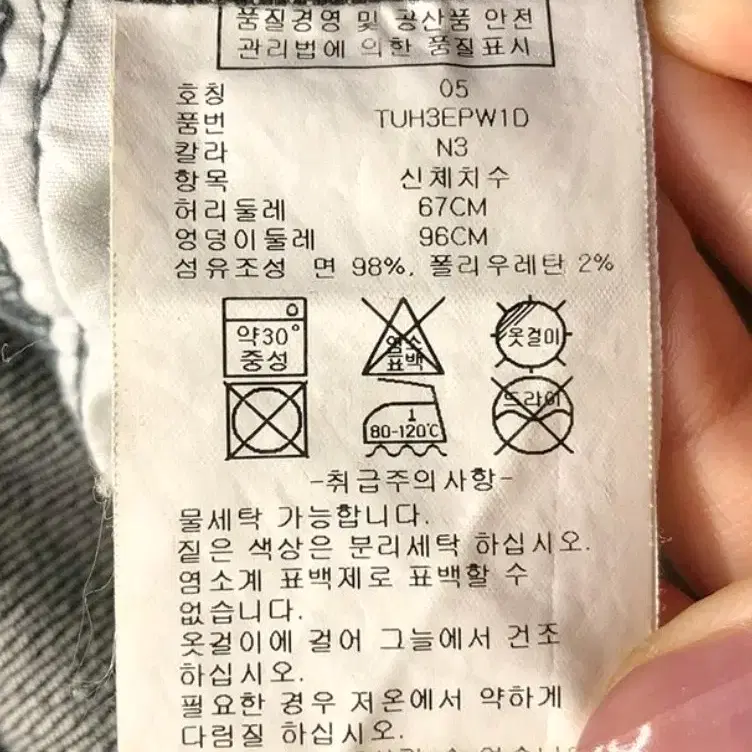 품질경영 및 공산품 안전
관리법에 의한 품질표시
호칭 05
품번 TUH3EPW1D
칼라 N3
항목 신체치수
허리둘레 67CM
엉덩이둘레 96CM
섬유조성 면 98%, 폴리우레탄 2%
약30°
중성
염소
표백
옷걸이
80-120℃
드라이
-취급주의사항-
물세탁 가능합니다.
짙은 색상은 분리세탁 하십시오.
염소계 표백제로 표백할 수
없습니다.
옷걸이에 걸어 그늘에서 건조
하십시오.
필요한 경우 저온에서 약하게
다림질 하십시오.